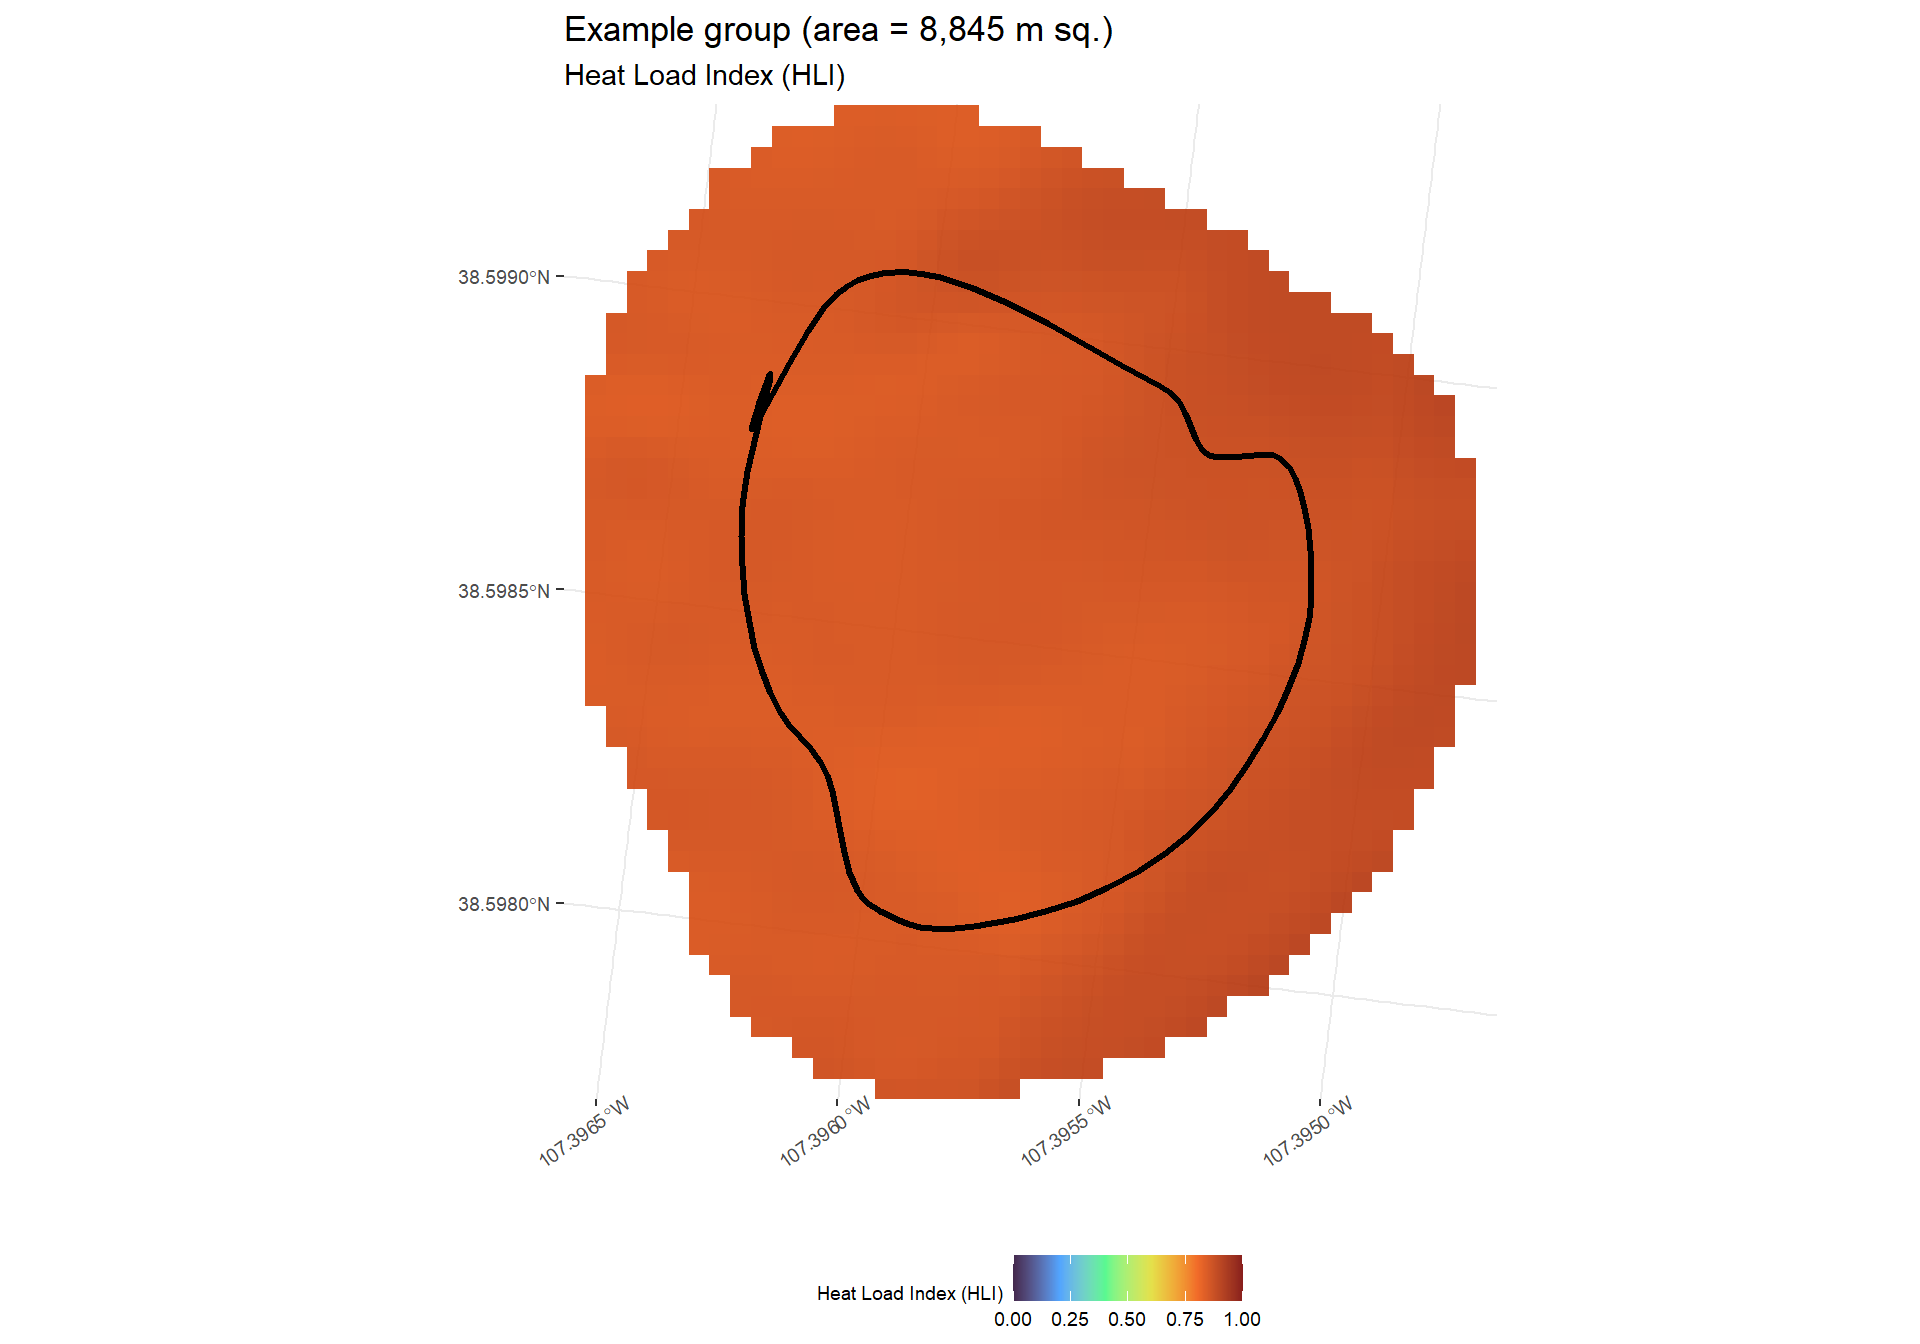 Example group (area = 8,845 m sq.)
Heat Load Index (HLI)
38.5990°N
38.5985°N
38.5980°N
107.3965°W
107.3960°W
107.3955°W
107.3950°W
Heat Load Index (HLI)
0.00 0.25 0.50 0.75 1.00